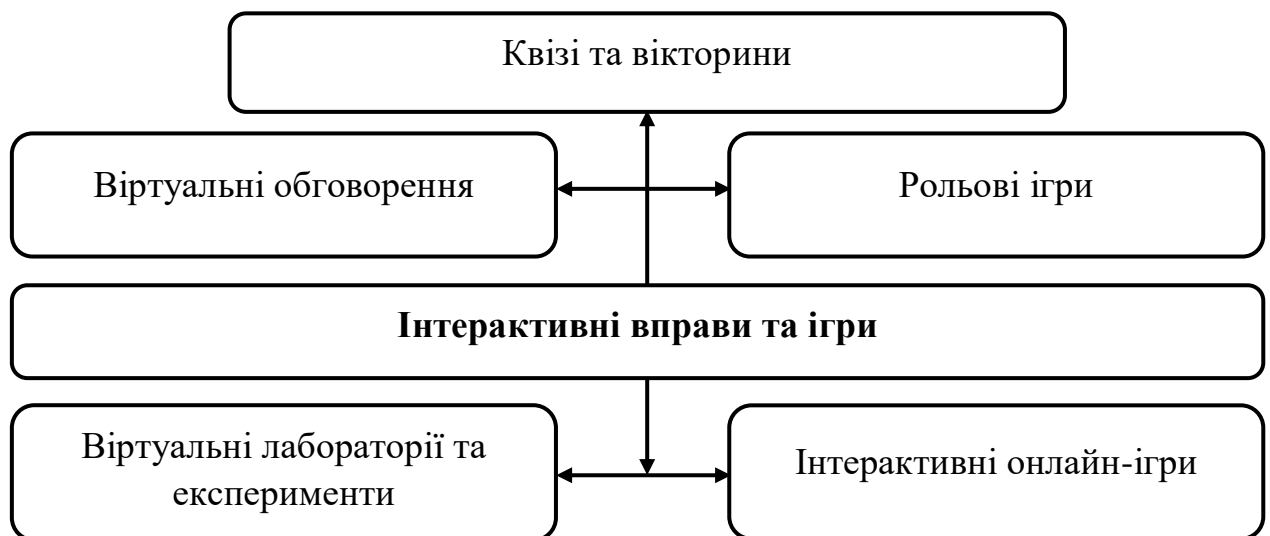 Квізі та вікторини
Віртуальні обговорення
Рольові ігри
Інтерактивні вправи та ігри
Віртуальні лабораторії та
експерименти
Інтерактивні онлайн-ігри